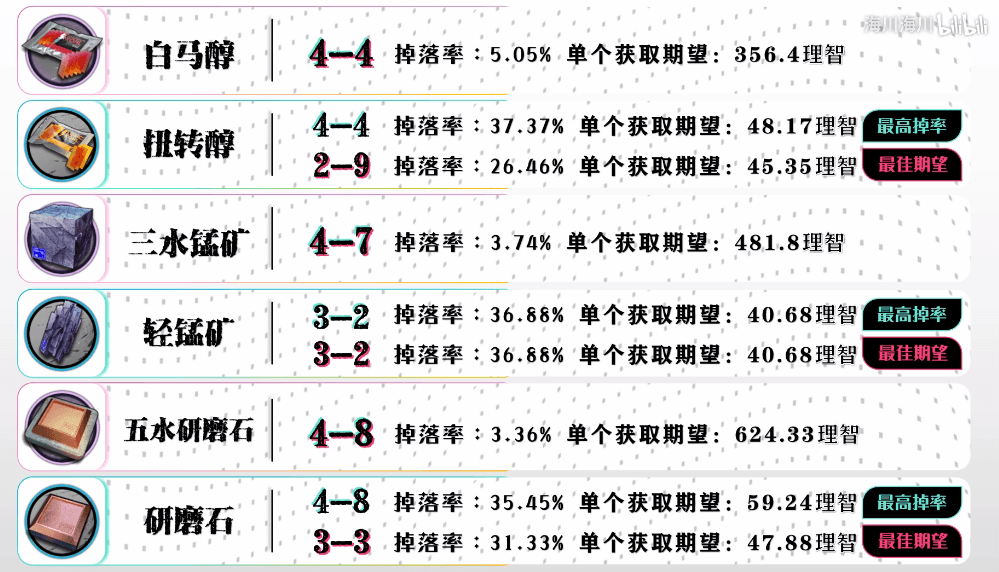 海川海川 bilibili
白马醇 4-4 掉落率：5.05% 单个获取期望：356.4理智
扭转醇
4-4 掉落率：37.37% 单个获取期望：48.17理智 最高掉率
2-9 掉落率：26.46% 单个获取期望：45.35理智 最佳期望
三水锰矿 4-7 掉落率：3.74% 单个获取期望：481.8理智
轻锰矿
3-2 掉落率：36.88% 单个获取期望：40.68理智 最高掉率
3-2 掉落率：36.88% 单个获取期望：40.68理智 最佳期望
五水研磨石 4-8 掉落率：3.36% 单个获取期望：624.33理智
研磨石
4-8 掉落率：35.45% 单个获取期望：59.24理智 最高掉率
3-3 掉落率：31.33% 单个获取期望：47.88理智 最佳期望